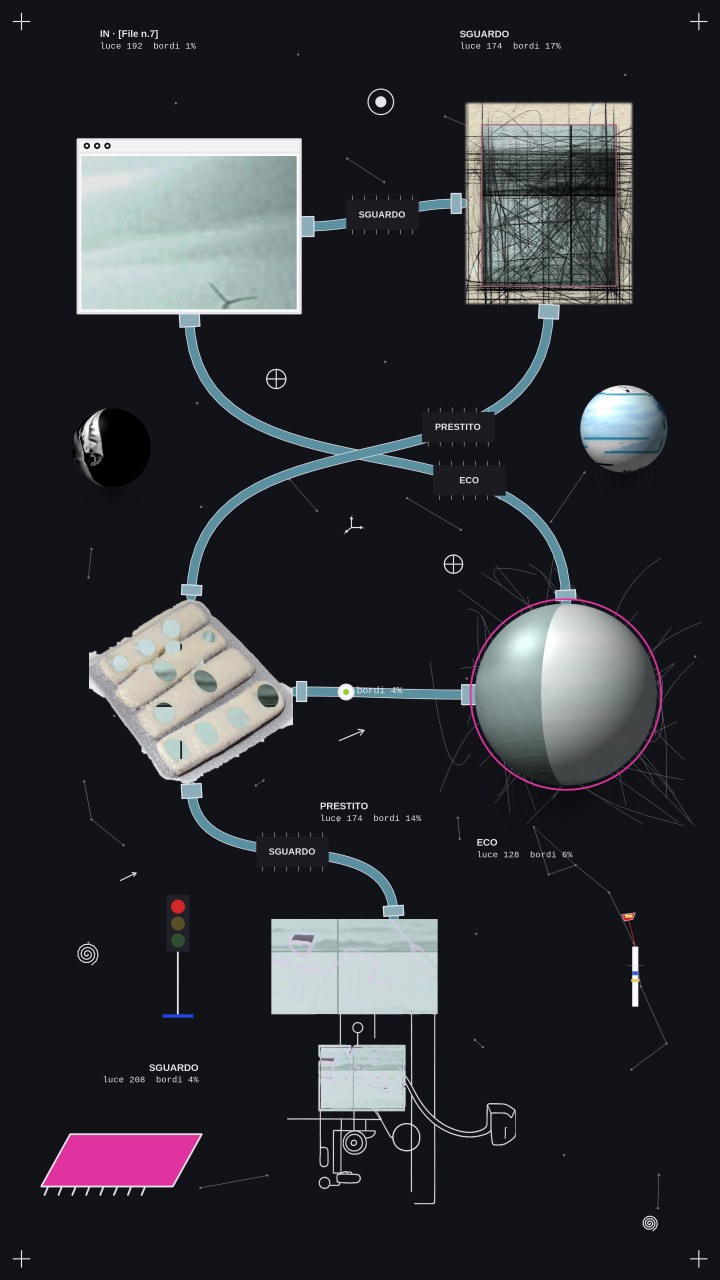 IN · [File n.7]
luce 192  bordi 1%
SGUARDO
luce 174  bordi 17%
SGUARDO
PRESTITO
ECO
bordi 4%
PRESTITO
luce 174  bordi 14%
SGUARDO
ECO
luce 128  bordi 6%
SGUARDO
luce 208  bordi 4%